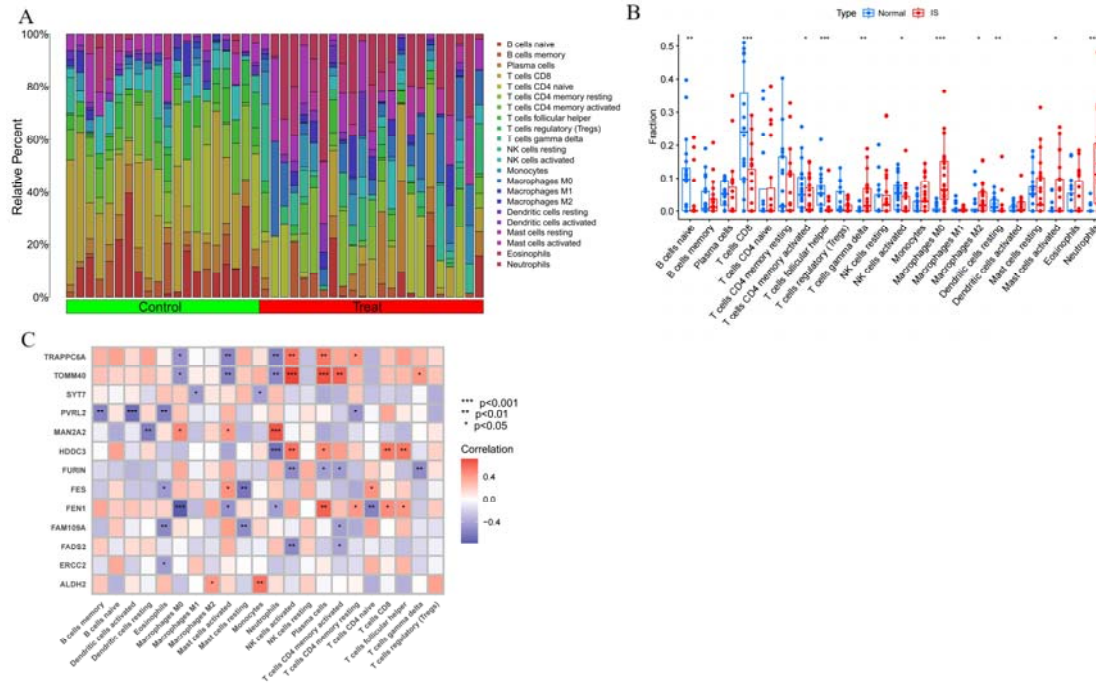 A
100%
80%
60%
40%
20%
0%
Relative Percent
Control
Treat
B cells naive
B cells memory
Plasma cells
T cells CD8
T cells CD4 naive
T cells CD4 memory resting
T cells CD4 memory activated
T cells follicular helper
T cells regulatory (Tregs)
T cells gamma delta
NK cells resting
NK cells activated
Monocytes
Macrophages M0
Macrophages M1
Macrophages M2
Dendritic cells resting
Dendritic cells activated
Mast cells resting
Mast cells activated
Eosinophils
Neutrophils
B
Type Normal IS
** *** * *** ** * *** * ** * **
0.5
0.4
0.3
0.2
0.1
0.0
Fraction
B cells naive
B cells memory
Plasma cells
T cells CD8
T cells CD4 naive
T cells CD4 memory resting
T cells CD4 memory activated
T cells follicular helper
T cells regulatory (Tregs)
T cells gamma delta
NK cells resting
NK cells activated
Monocytes
Macrophages M0
Macrophages M1
Macrophages M2
Dendritic cells resting
Dendritic cells activated
Mast cells resting
Mast cells activated
Eosinophils
Neutrophils
C
TRAPPC6A * ** ** ** ** *
TOMM40 * ** ** *** *** ** *
SYT7 * *
PVRL2 ** *** ** *
MAN2A2 ** * * ***
HDDC3 *** ** * ** **
FURIN ** * * **
FES * * ** *
FEN1 *** * * ** * ** * *
FAM109A ** ** *
FADS2 ** *
ERCC2 *
ALDH2 * **
B cells memory
B cells naive
Dendritic cells activated
Dendritic cells resting
Eosinophils
Macrophages M0
Macrophages M1
Macrophages M2
Mast cells activated
Mast cells resting
Monocytes
Neutrophils
NK cells activated
NK cells resting
Plasma cells
T cells CD4 memory activated
T cells CD4 memory resting
T cells CD4 naive
T cells CD8
T cells follicular helper
T cells gamma delta
T cells regulatory (Tregs)
*** p<0.001
** p<0.01
* p<0.05
Correlation
0.4
0.0
−0.4